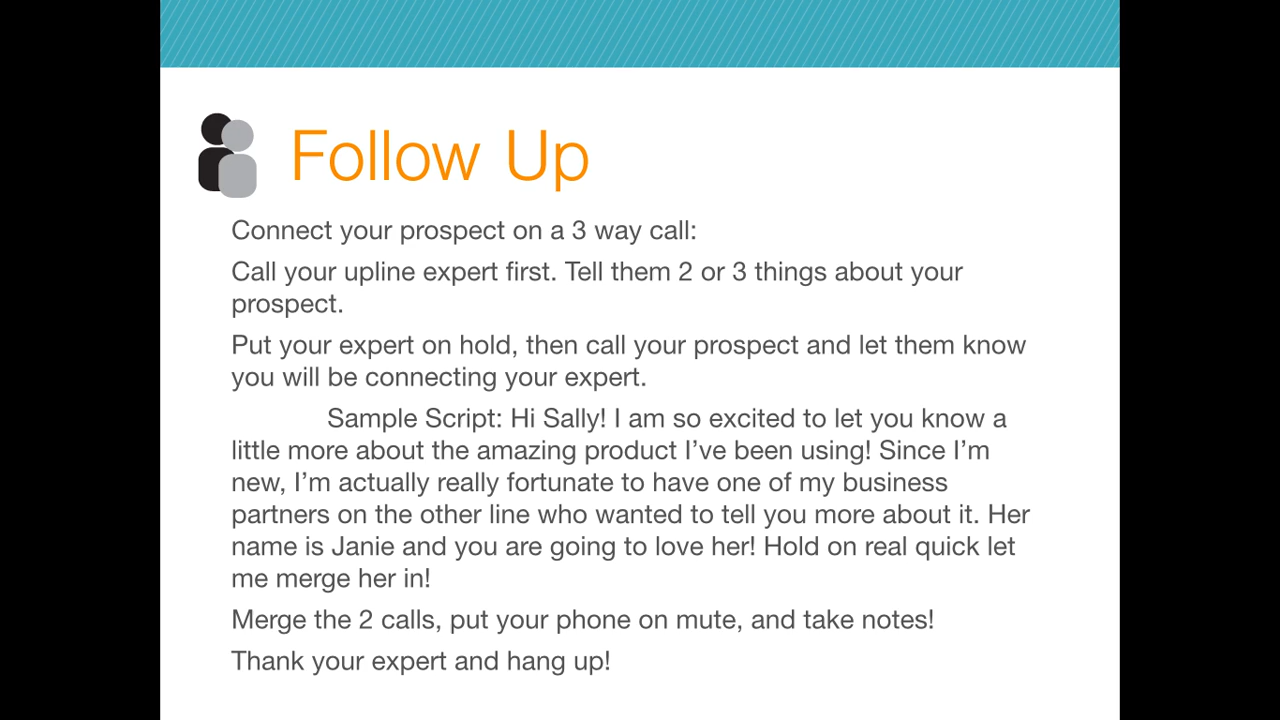 Follow Up
Connect your prospect on a 3 way call:
Call your upline expert first. Tell them 2 or 3 things about your
prospect.
Put your expert on hold, then call your prospect and let them know
you will be connecting your expert.
Sample Script: Hi Sally! I am so excited to let you know a
little more about the amazing product I’ve been using! Since I’m
new, I’m actually really fortunate to have one of my business
partners on the other line who wanted to tell you more about it. Her
name is Janie and you are going to love her! Hold on real quick let
me merge her in!
Merge the 2 calls, put your phone on mute, and take notes!
Thank your expert and hang up!